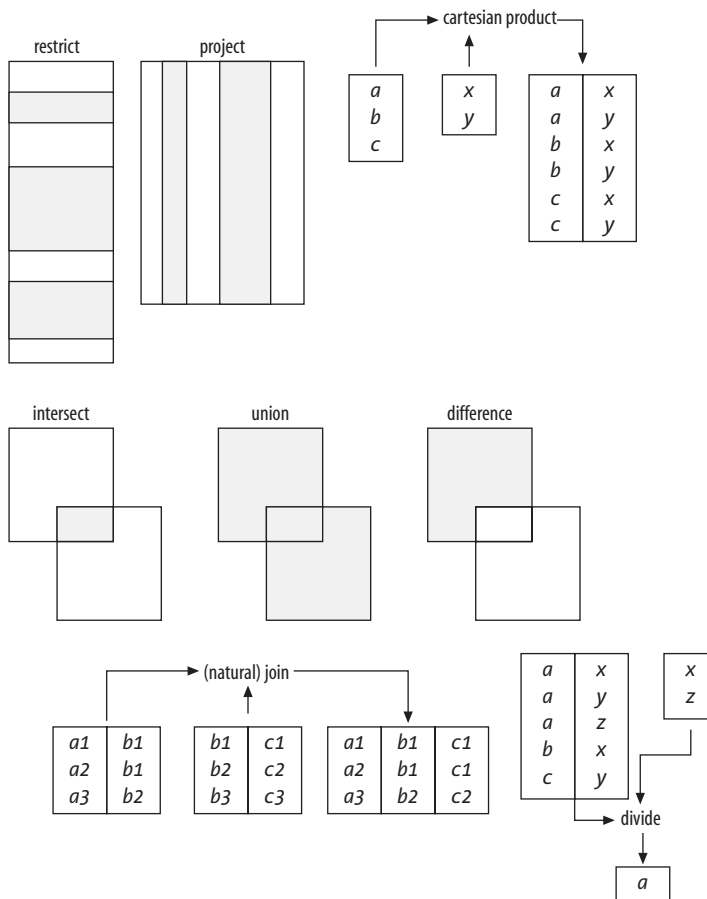 restrict
project
cartesian product
a
b
c
x
y
a x
a y
b x
b y
c x
c y
intersect
union
difference
(natural) join
a1 b1
a2 b1
a3 b2
b1 c1
b2 c2
b3 c3
a1 b1 c1
a2 b1 c1
a3 b2 c2
a x
a y
a z
b x
c y
x
z
divide
a